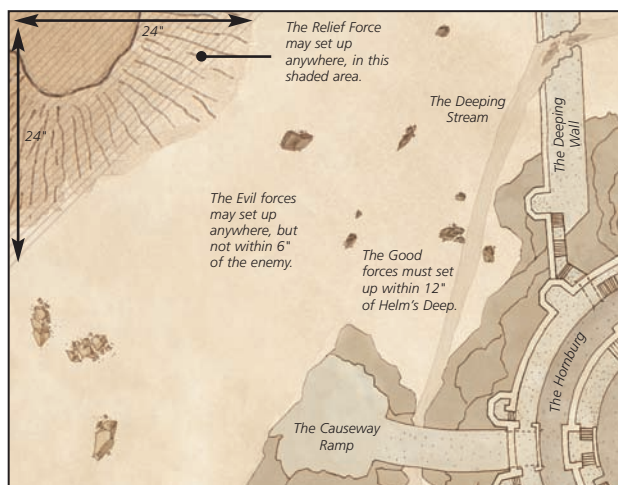 24"
The Relief Force
may set up
anywhere, in this
shaded area.
24"
The Deeping
Stream
The Deeping
Wall
The Evil forces
may set up
anywhere, but
not within 6"
of the enemy.
The Good
forces must set
up within 12"
of Helm's Deep.
The Hornburg
The Causeway
Ramp